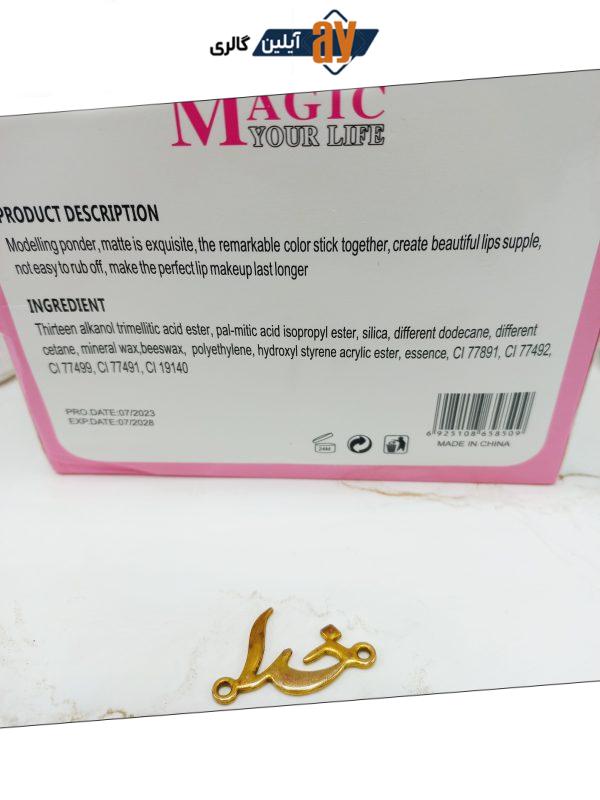 آیلین گالری
ay
MAGIC
YOUR LIFE
PRODUCT DESCRIPTION
Modelling ponder, matte is exquisite, the remarkable color stick together, create beautiful lips supple,
not easy to rub off, make the perfect lip makeup last longer
INGREDIENT
Thirteen alkanol trimellitic acid ester, pal-mitic acid isopropyl ester, silica, different dodecane, different
cetane, mineral wax,beeswax, polyethylene, hydroxyl styrene acrylic ester, essence, CI 77891, CI 77492,
CI 77499, CI 77491, CI 19140
PRO.DATE:07/2023
EXP.DATE:07/2028
24M
6 925108 658509
MADE IN CHINA
خدا